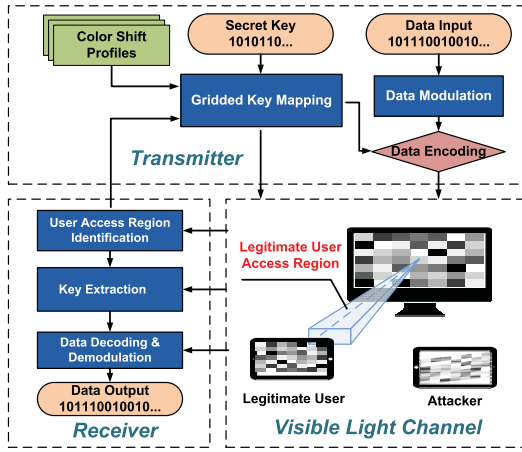 Color Shift
Profiles
Secret Key
1010110...
Data Input
101110010010...
Gridded Key Mapping
Data Modulation
Data Encoding
Transmitter
User Access Region
Identification
Key Extraction
Data Decoding &
Demodulation
Data Output
101110010010...
Receiver
Legitimate User
Access Region
Legitimate User
Attacker
Visible Light Channel